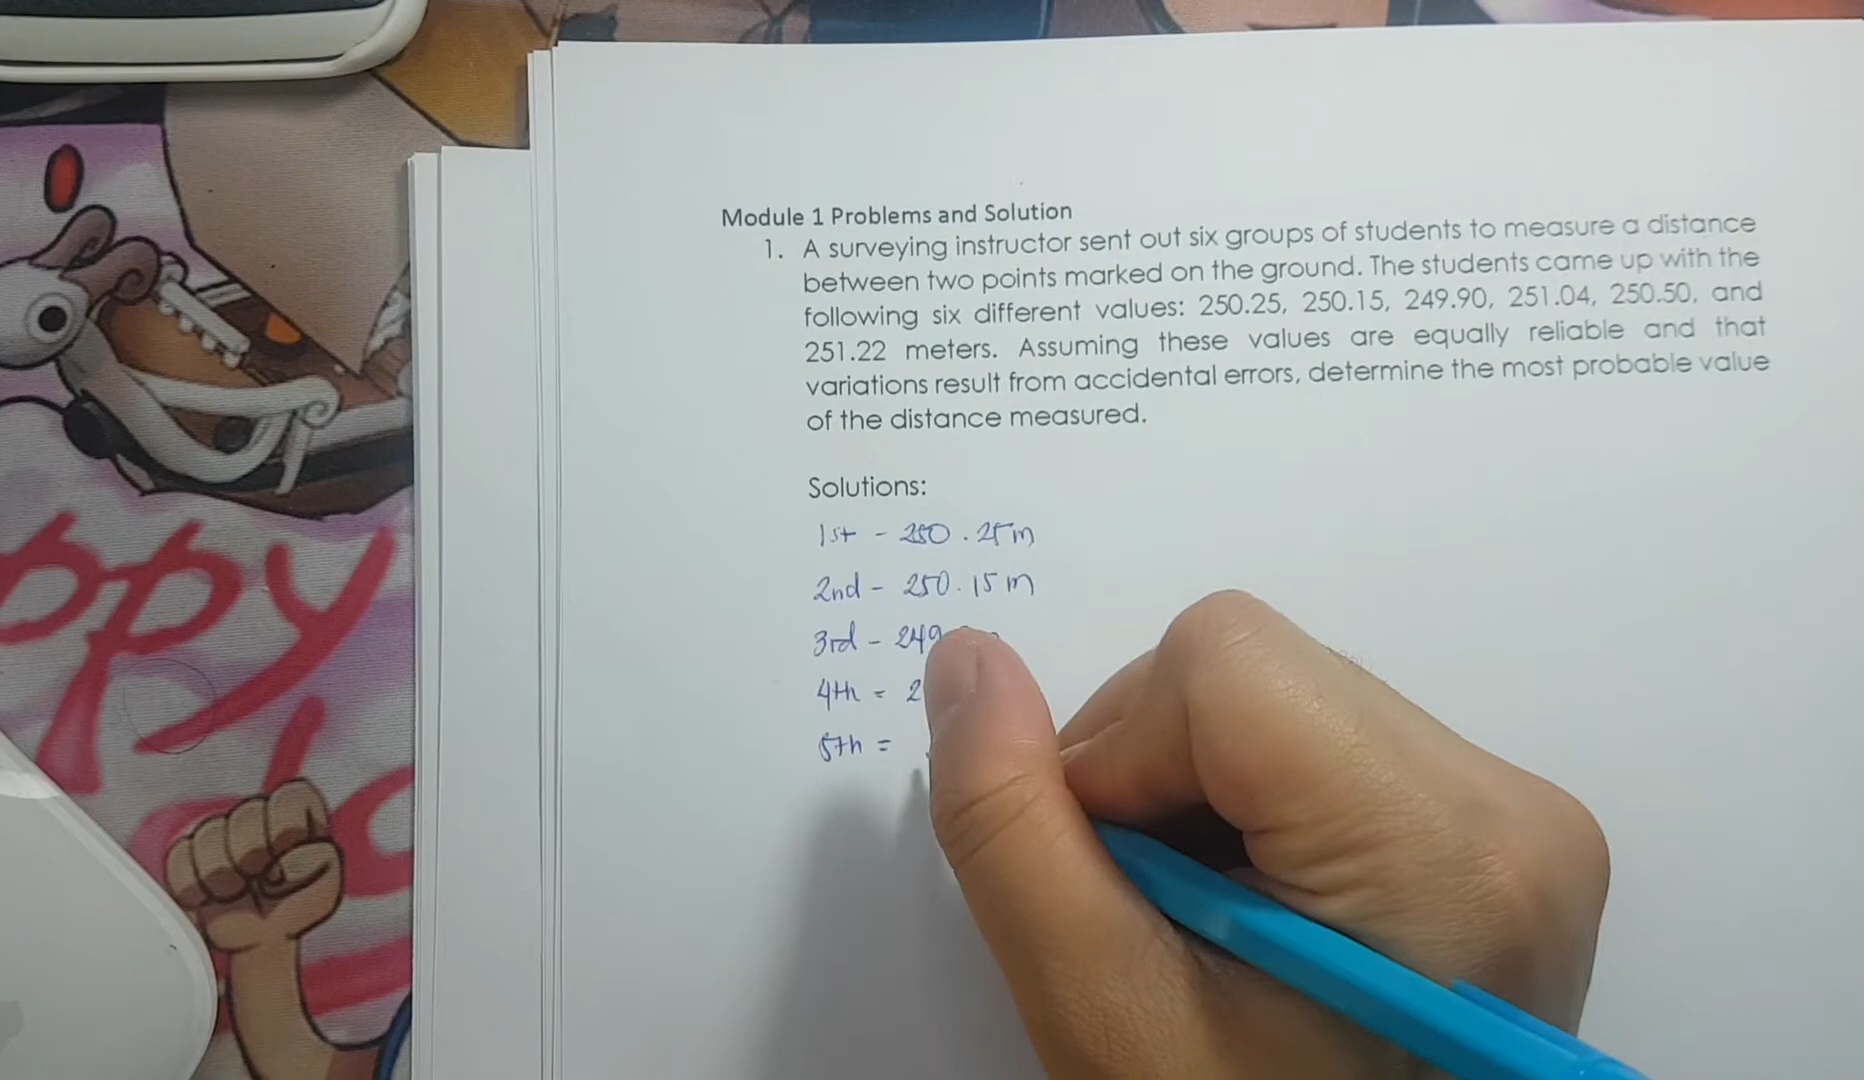 Module 1 Problems and Solution
1. A surveying instructor sent out six groups of students to measure a distance
between two points marked on the ground. The students came up with the
following six different values: 250.25, 250.15, 249.90, 251.04, 250.50, and
251.22 meters. Assuming these values are equally reliable and that
variations result from accidental errors, determine the most probable value
of the distance measured.
Solutions:
1st - 250.25m
2nd - 250.15 m
3rd - 249
4th = 2
5th =
ppy